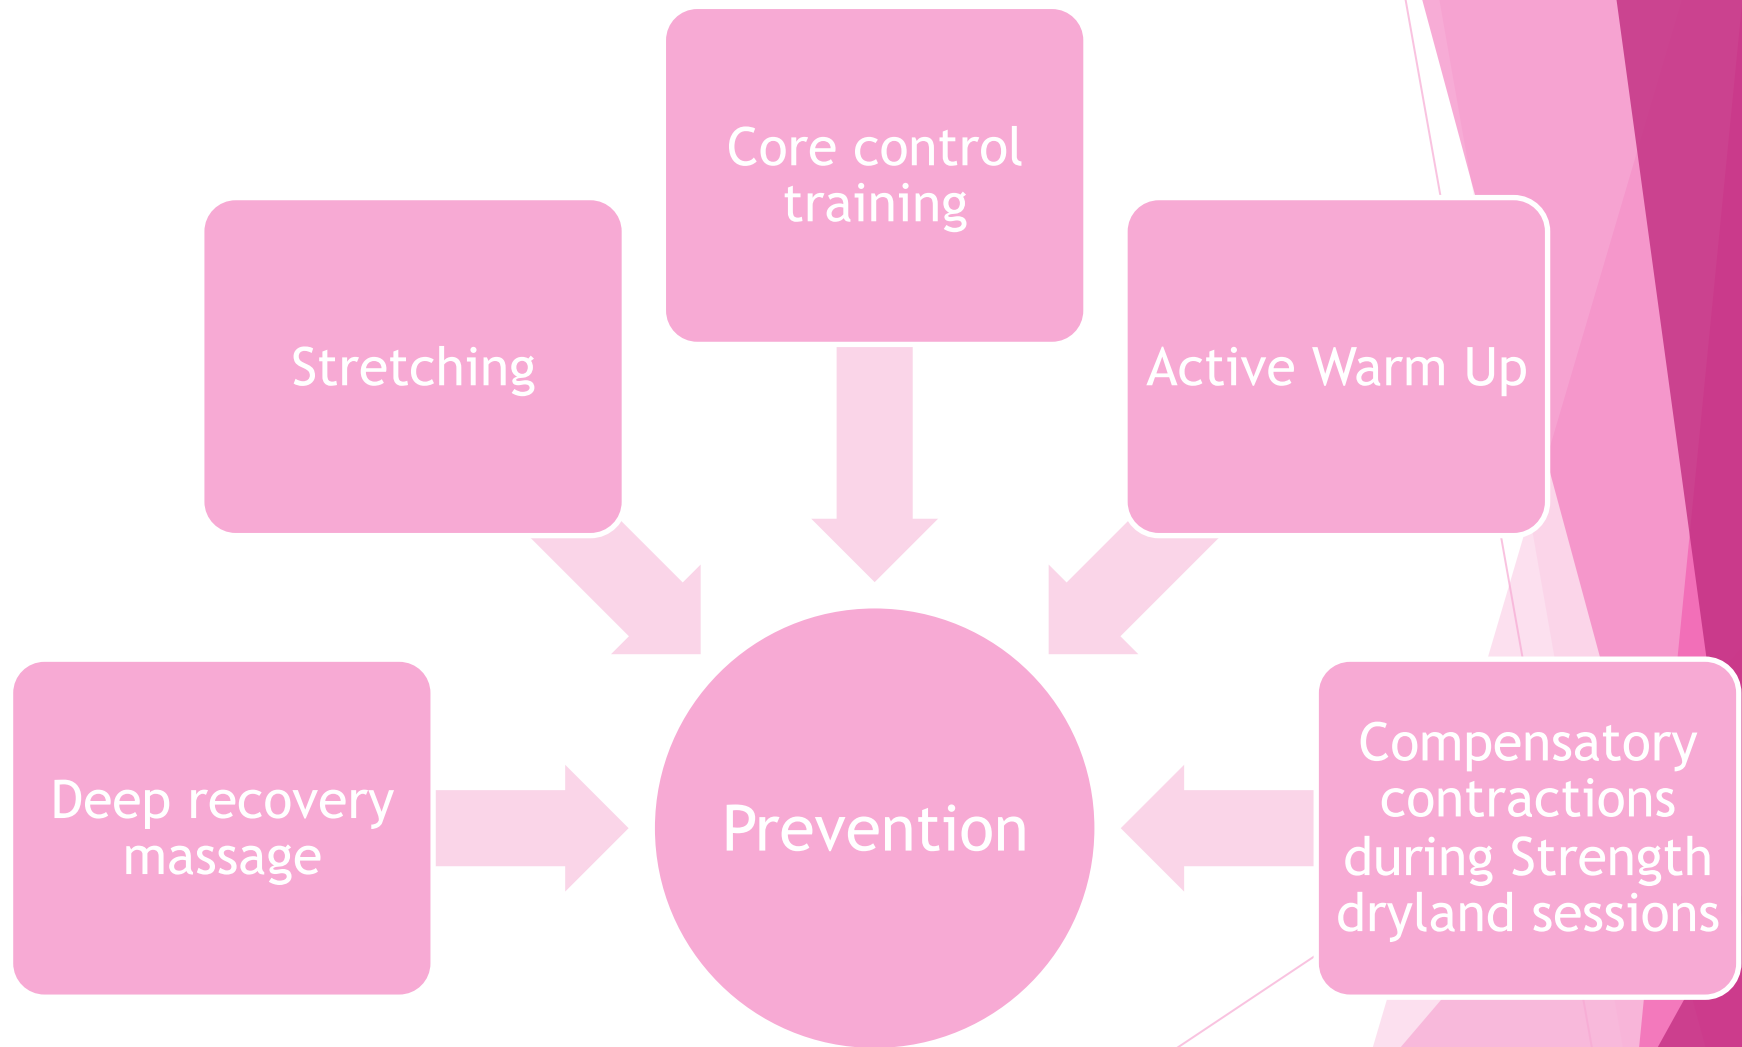 Core control
training
Stretching
Active Warm Up
Deep recovery
massage
Prevention
Compensatory
contractions
during Strength
dryland sessions